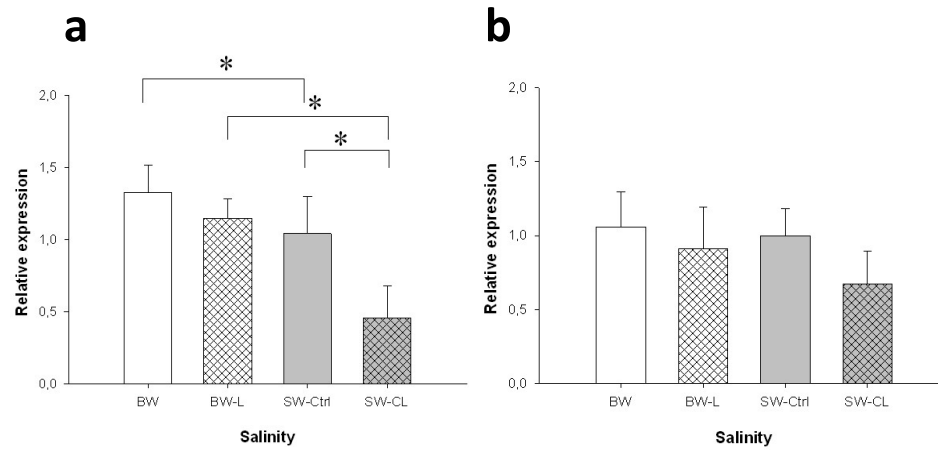 a
b
*
*
*
2,0
1,5
1,0
0,5
0,0
Relative expression
BW BW-L SW-Ctrl SW-CL
Salinity
2,0
1,5
1,0
0,5
0,0
Relative expression
BW BW-L SW-Ctrl SW-CL
Salinity